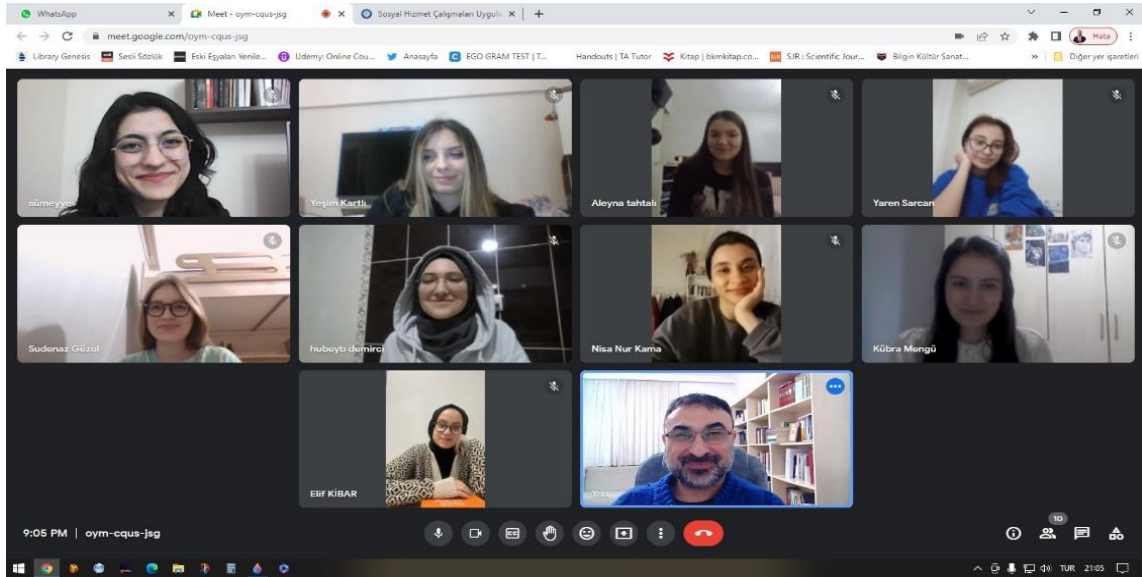 WhatsApp
Meet - oym-cqus-jsg
Sosyal Hizmet Çalışmaları Uygula
meet.google.com/oym-cqus-jsg
Hata
Library Genesis
Sesli Sözlük
Eski Eşyaları Yenile...
Udemy: Online Cou...
Anasayfa
EGO GRAM TEST | T...
Handouts | TA Tutor
Kitap | bkmkitap.co...
SJR : Scientific Jour...
Bilgin Kültür Sanat...
»
Diğer yer işaretleri
sümeyye
Yeşim Kartlı
Aleyna tahtalı
Yaren Sarcan
Sudenaz Güzol
hubeyb demirci
Nisa Nur Kama
Kübra Mengü
Elif KİBAR
You
9:05 PM | oym-cqus-jsg
10
TUR 21:05